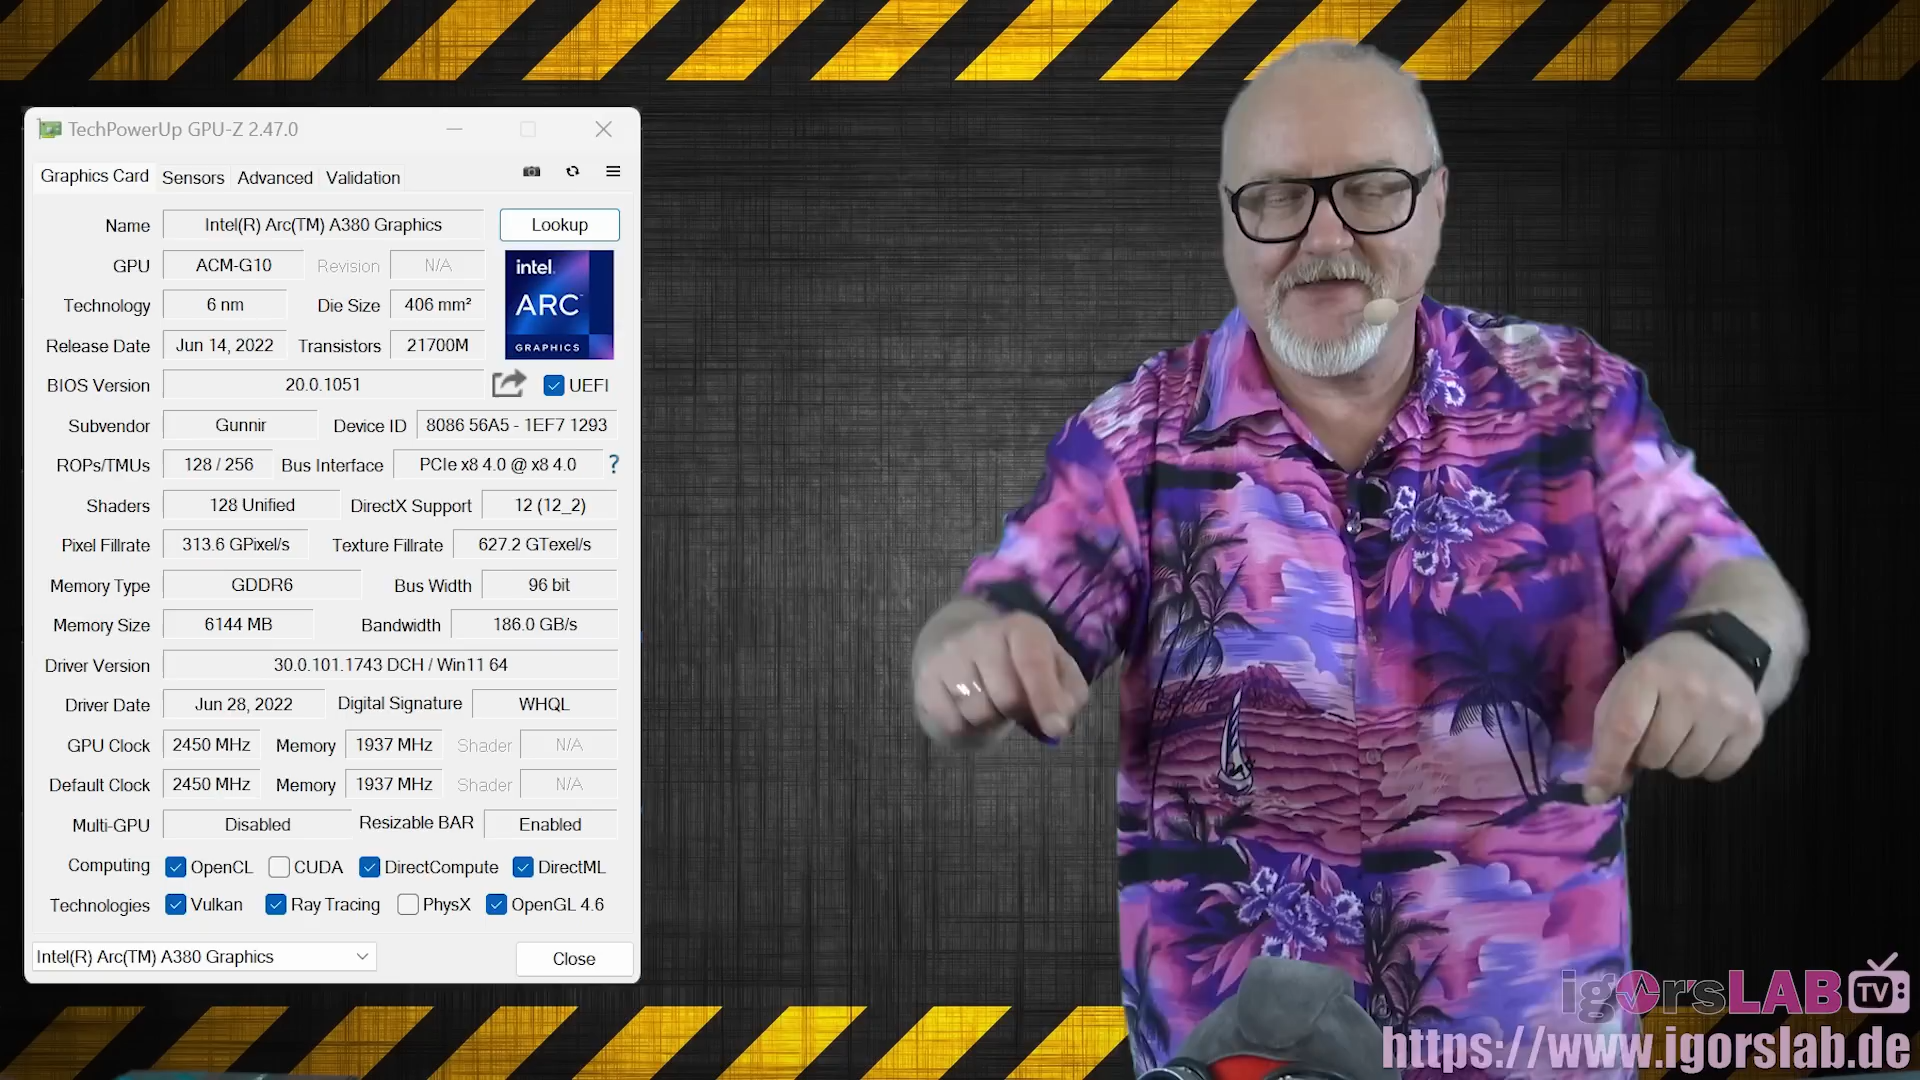 TechPowerUp GPU-Z 2.47.0
Graphics Card Sensors Advanced Validation
Name Intel(R) Arc(TM) A380 Graphics Lookup
GPU ACM-G10 Revision N/A
intel.
ARC
GRAPHICS
Technology 6 nm Die Size 406 mm²
Release Date Jun 14, 2022 Transistors 21700M
BIOS Version 20.0.1051 UEFI
Subvendor Gunnir Device ID 8086 56A5 - 1EF7 1293
ROPs/TMUs 128 / 256 Bus Interface PCIe x8 4.0 @ x8 4.0 ?
Shaders 128 Unified DirectX Support 12 (12_2)
Pixel Fillrate 313.6 GPixel/s Texture Fillrate 627.2 GTexel/s
Memory Type GDDR6 Bus Width 96 bit
Memory Size 6144 MB Bandwidth 186.0 GB/s
Driver Version 30.0.101.1743 DCH / Win11 64
Driver Date Jun 28, 2022 Digital Signature WHQL
GPU Clock 2450 MHz Memory 1937 MHz Shader N/A
Default Clock 2450 MHz Memory 1937 MHz Shader N/A
Multi-GPU Disabled Resizable BAR Enabled
Computing OpenCL CUDA DirectCompute DirectML
Technologies Vulkan Ray Tracing PhysX OpenGL 4.6
Intel(R) Arc(TM) A380 Graphics Close
igorsLAB TV
https://www.igorslab.de